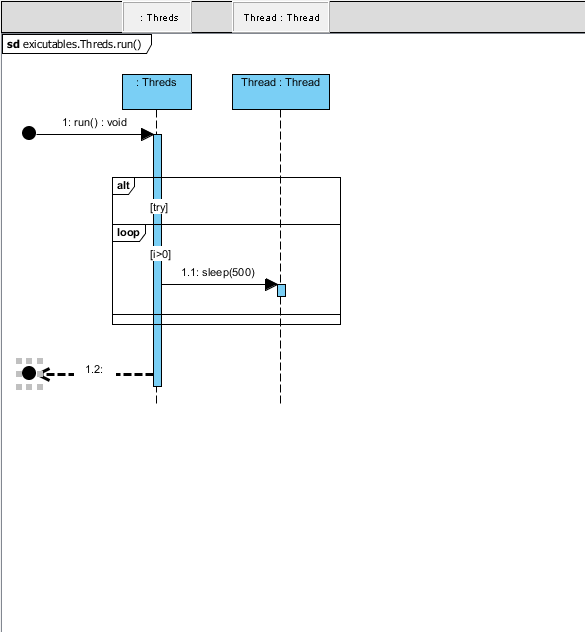 : Threds
Thread : Thread
sd exicutables.Threds.run()
: Threds
Thread : Thread
1: run() : void
alt
[try]
loop
[i>0]
1.1: sleep(500)
1.2: